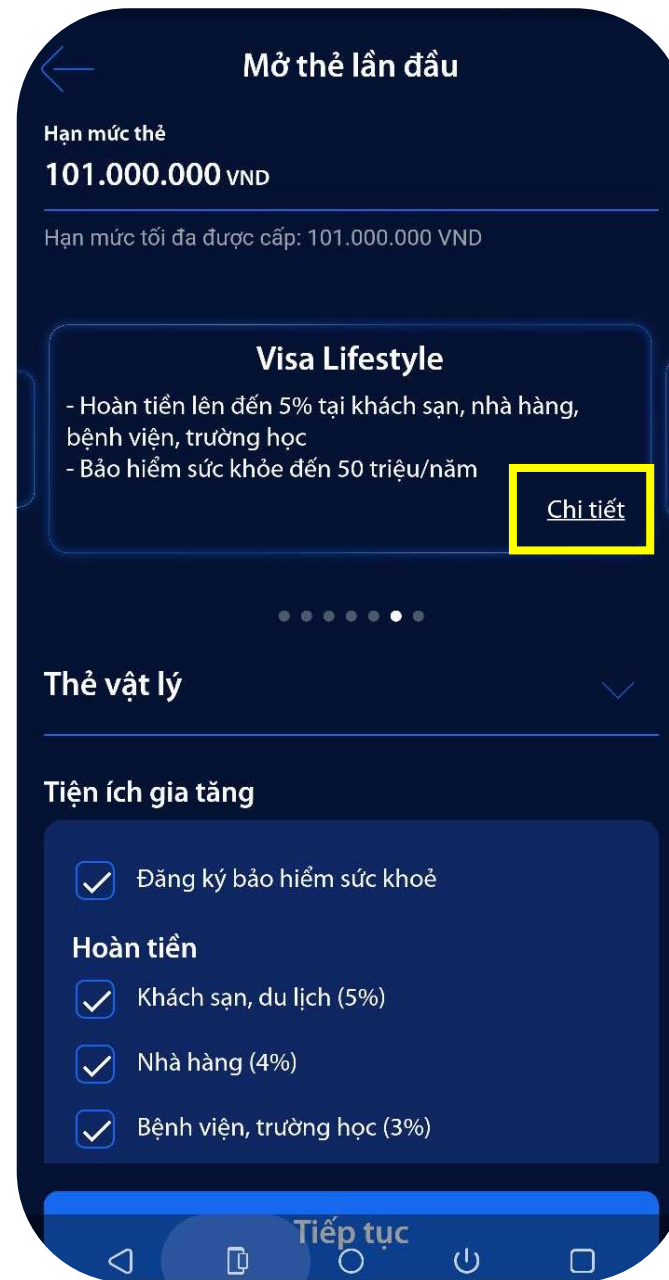 Mở thẻ lần đầu
Hạn mức thẻ
101.000.000 VND
Hạn mức tối đa được cấp: 101.000.000 VND
Visa Lifestyle
- Hoàn tiền lên đến 5% tại khách sạn, nhà hàng,
bệnh viện, trường học
- Bảo hiểm sức khỏe đến 50 triệu/năm
Chi tiết
Thẻ vật lý
Tiện ích gia tăng
Đăng ký bảo hiểm sức khoẻ
Hoàn tiền
Khách sạn, du lịch (5%)
Nhà hàng (4%)
Bệnh viện, trường học (3%)
Tiếp tục